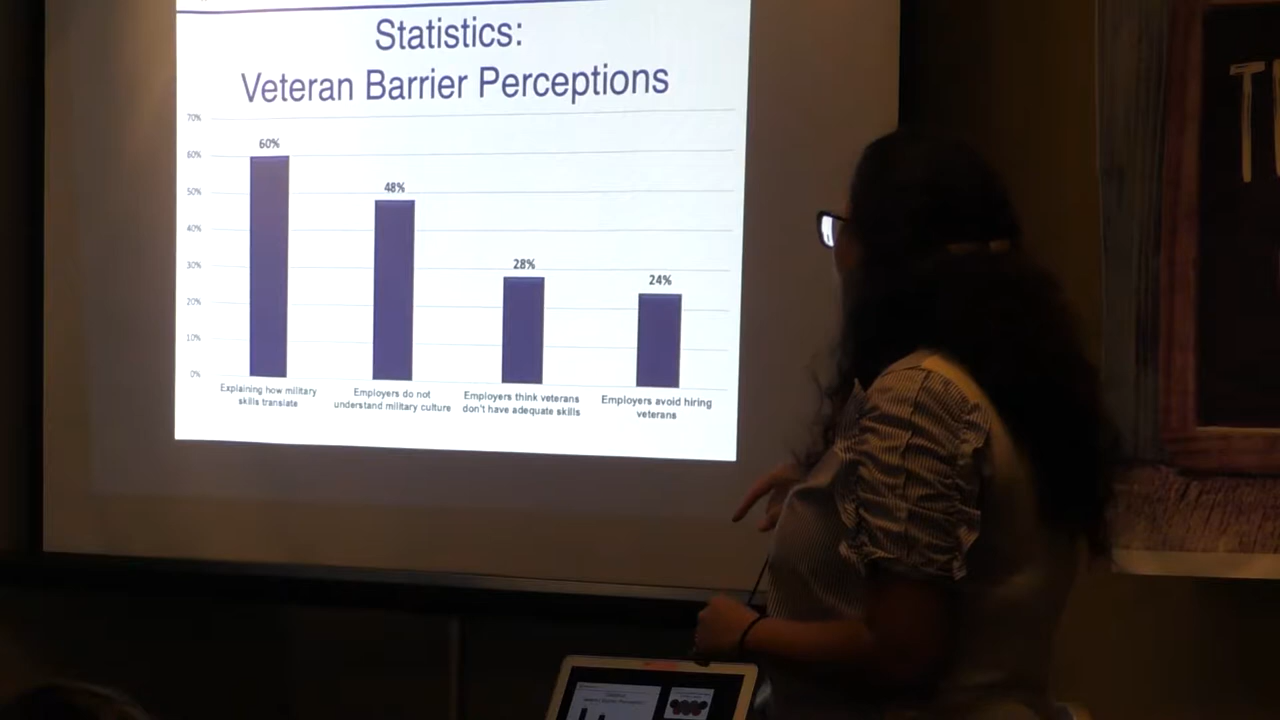 Statistics:
Veteran Barrier Perceptions
70%
60%
50%
40%
30%
20%
10%
0%
60%
48%
28%
24%
Explaining how military
skills translate
Employers do not
understand military culture
Employers think veterans
don't have adequate skills
Employers avoid hiring
veterans